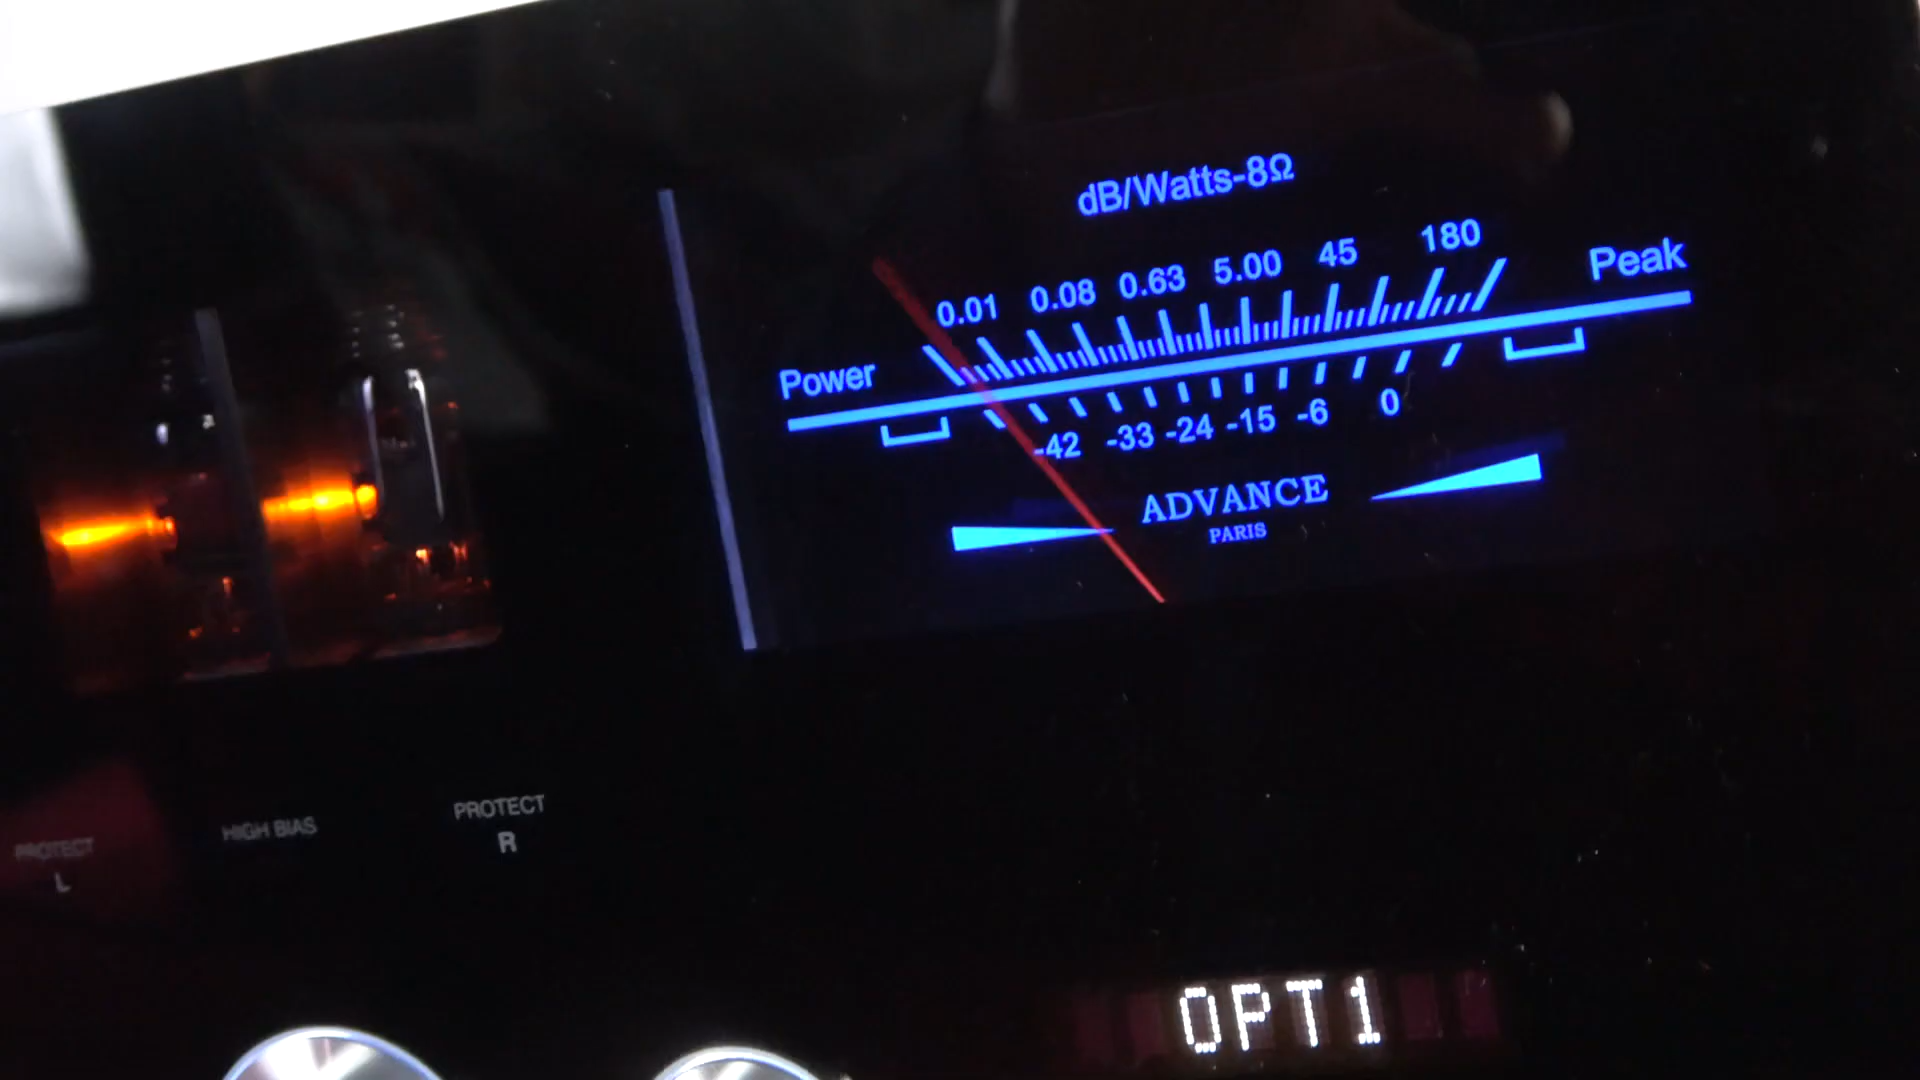 dB/Watts-8Ω
0.01 0.08 0.63 5.00 45 180
Power
Peak
-42 -33 -24 -15 -6 0
ADVANCE
PARIS
PROTECT
L
HIGH BIAS
PROTECT
R
OPT1